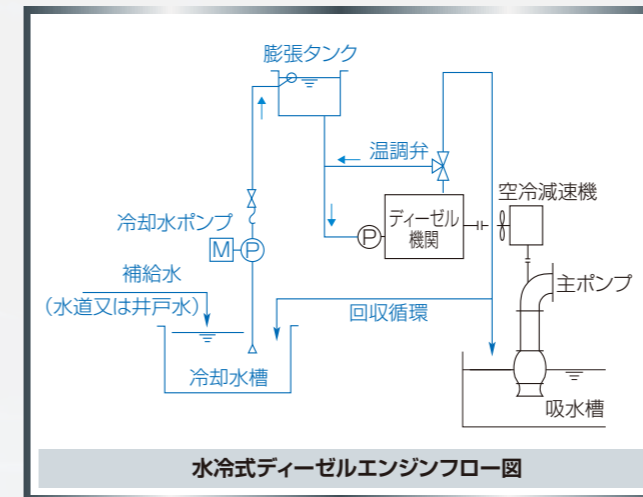 膨張タンク
温調弁
空冷減速機
冷却水ポンプ
M
P
P
ディーゼル
機関
補給水
（水道又は井戸水）
主ポンプ
回収循環
冷却水槽
吸水槽
水冷式ディーゼルエンジンフロー図